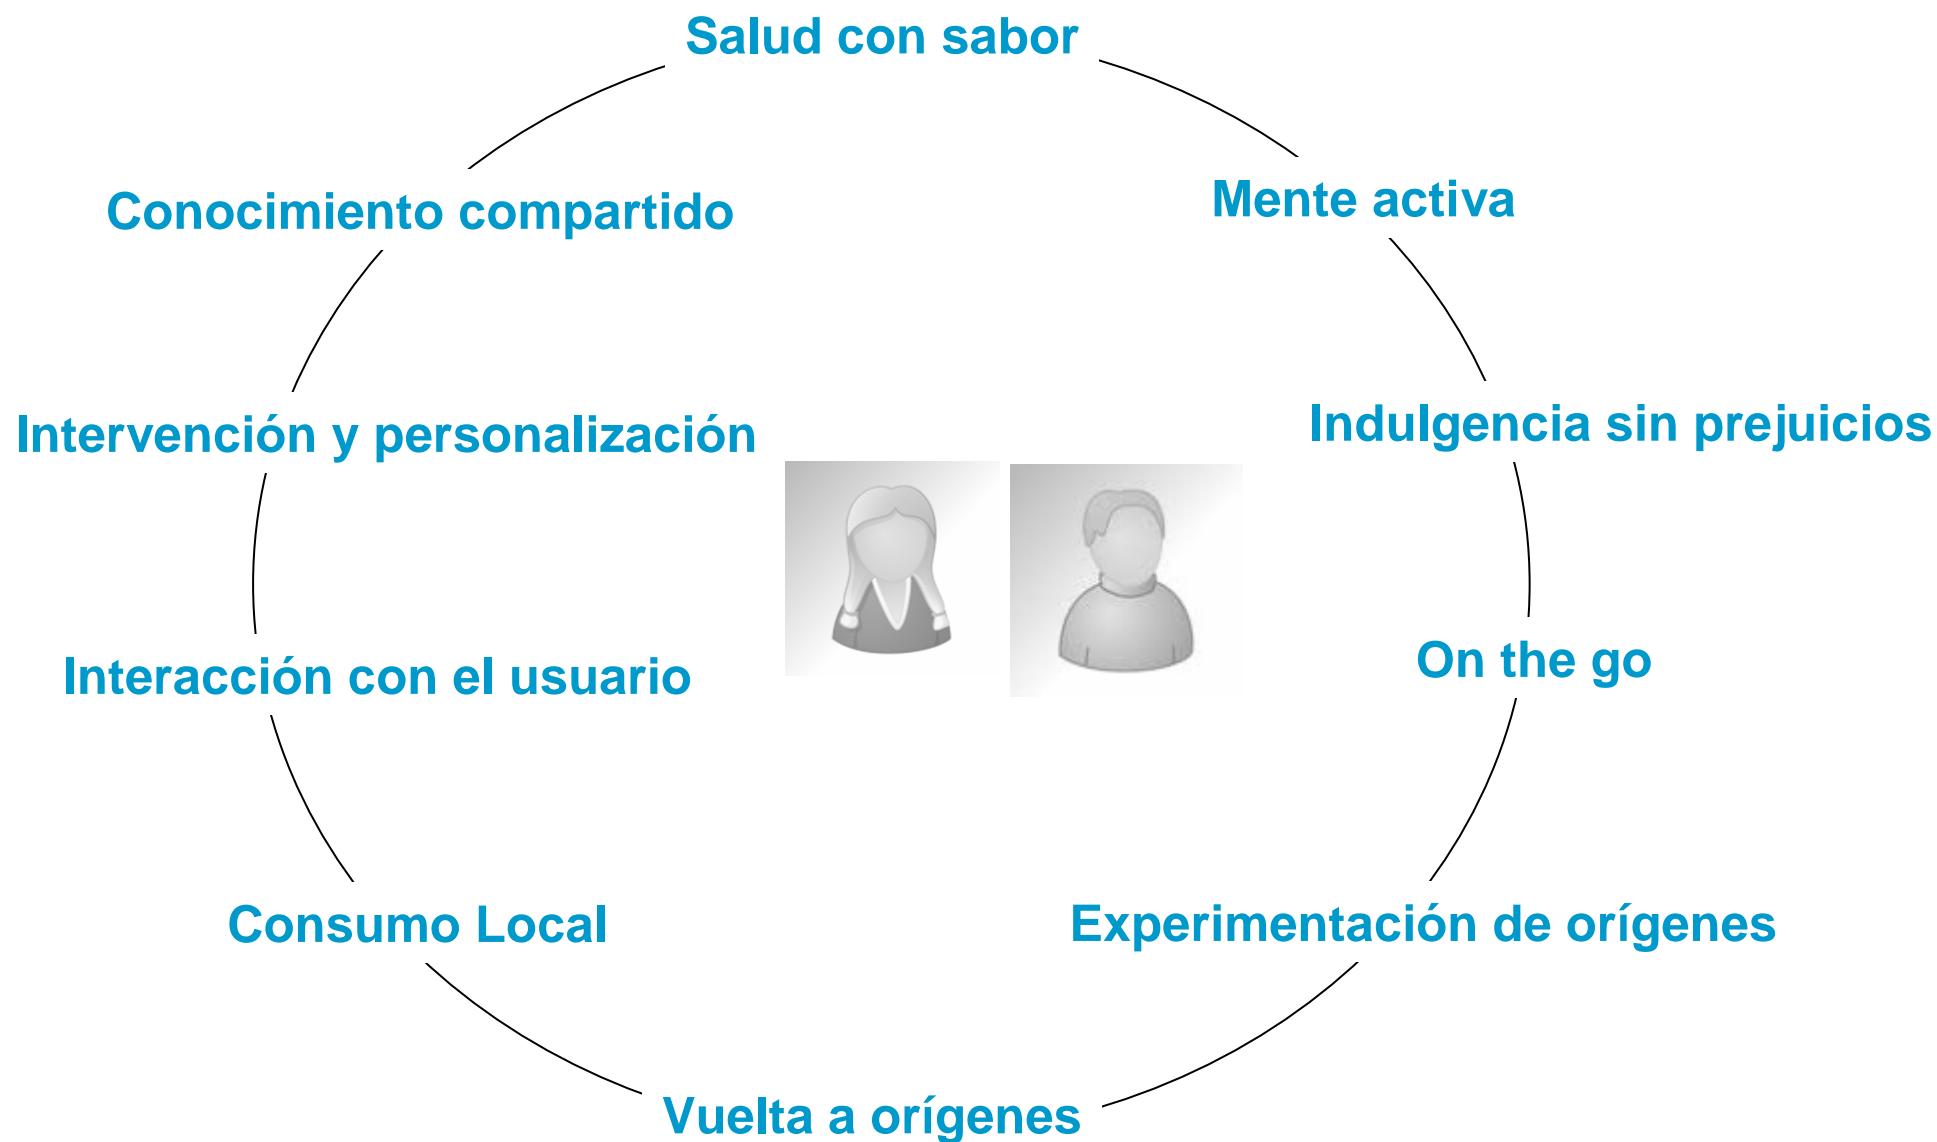 Salud con sabor
Mente activa
Conocimiento compartido
Indulgencia sin prejuicios
Intervención y personalización
On the go
Interacción con el usuario
Experimentación de orígenes
Consumo Local
Vuelta a orígenes